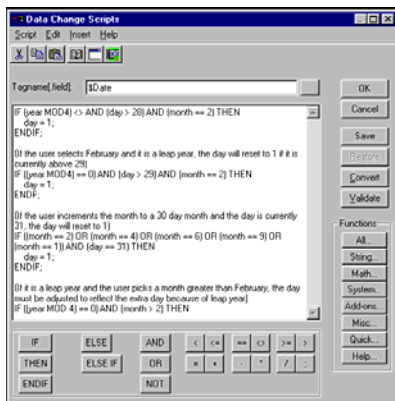 Data Change Scripts
Script Edit Insert Help
Tagname[.field]: $Date
OK
Cancel
Save
Restore
Convert
Validate
IF (year MOD4) <> AND (day > 28) AND (month == 2) THEN
day = 1;
ENDIF;
{If the user selects February and it is a leap year, the day will reset to 1 if it is
currently above 29}
IF ((year MOD4) == 0) AND (day > 29) AND (month == 2) THEN
day = 1;
ENDIF;
{If the user increments the month to a 30 day month and the day is currently
31, the day will reset to 1}
IF ((month == 2) OR (month == 4) OR (month == 6) OR (month == 9) OR
(month == 1)) AND (day == 31) THEN
day = 1;
ENDIF;
{It it is a leap year and the user picks a month greater than February, the day
must be adjusted to reflect the extra day because of leap year}
IF ((year MOD 4) == 0) AND (month > 2) THEN
Functions
All...
String...
Math...
System...
Add-ons...
Misc...
Quick...
Help...
IF ELSE AND < <= == <> >= >
THEN ELSE IF OR = + - * / ;
ENDIF NOT